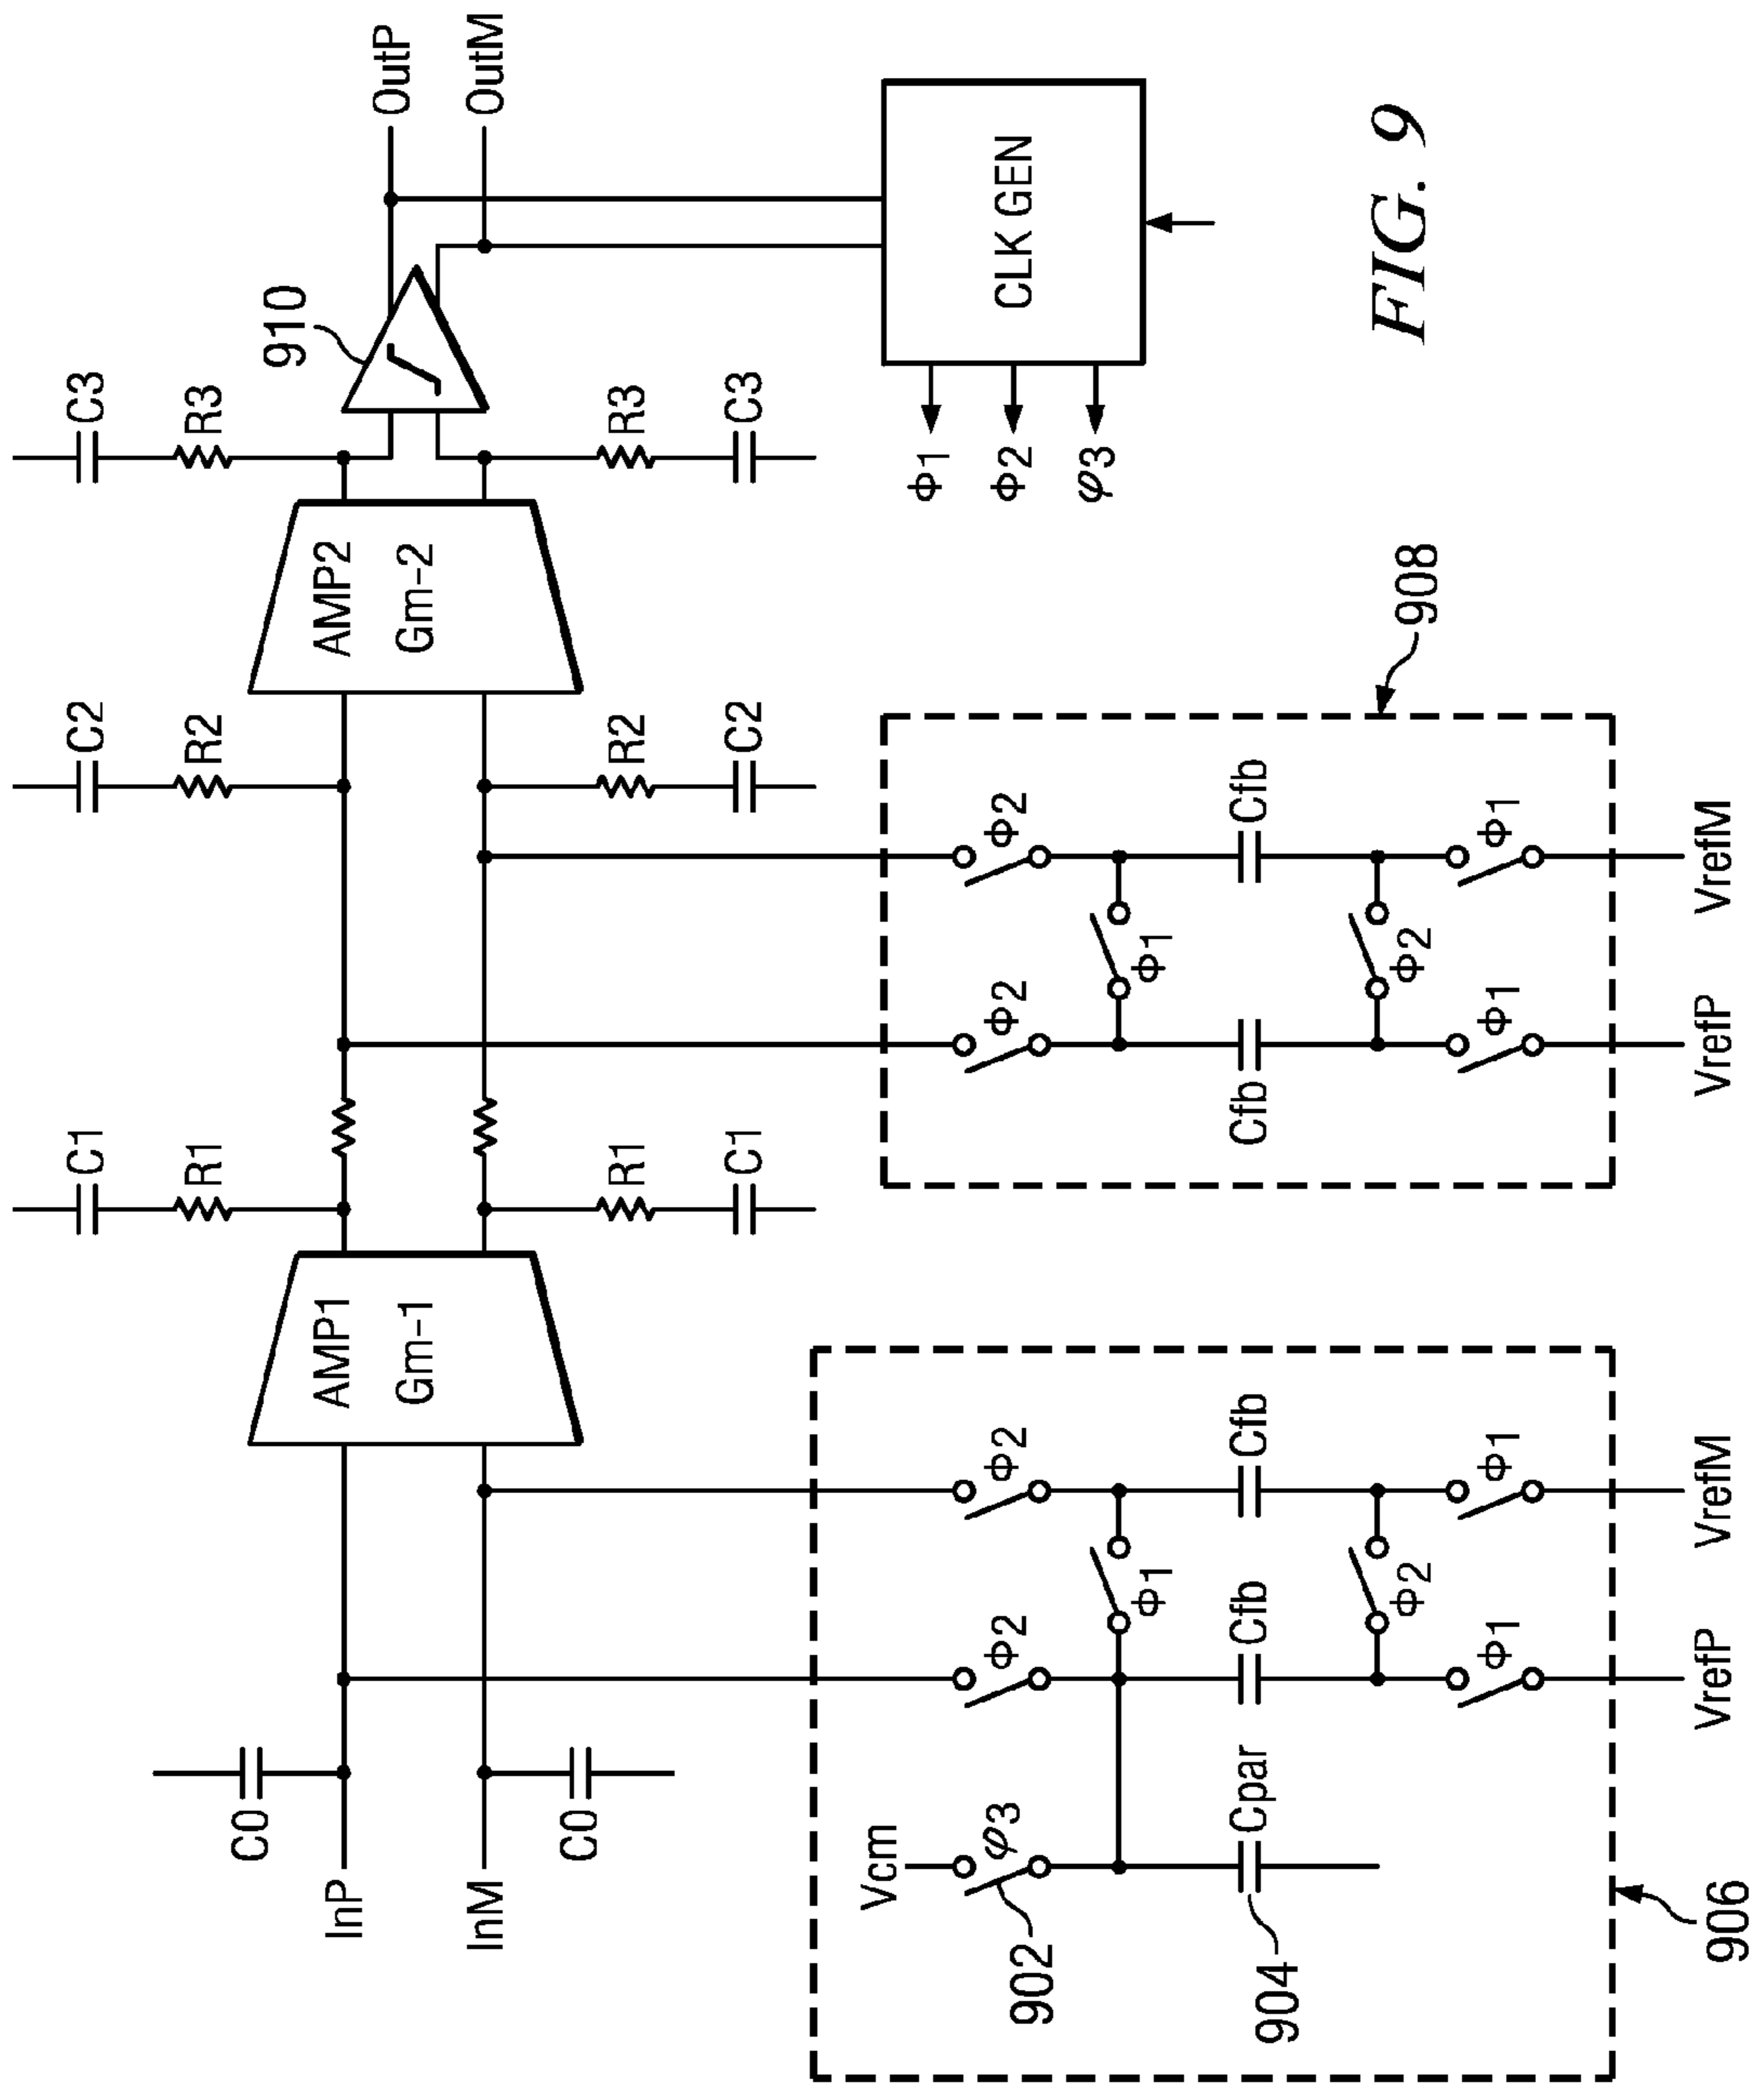 C0
InP
InM
C0
AMP1
Gm-1
C1
R1
R1
C1
C2
R2
R2
C2
AMP2
Gm-2
C3
R3
R3
C3
910
OutP
OutM
CLK GEN
Φ1
Φ2
φ3
Vcm
φ3
902
Cpar
904
Φ2
Φ2
Φ1
Cfb
Cfb
Φ2
Φ1
Φ1
VrefP
VrefM
906
Φ2
Φ2
Φ1
Cfb
Cfb
Φ2
Φ1
Φ1
VrefP
VrefM
908
FIG. 9